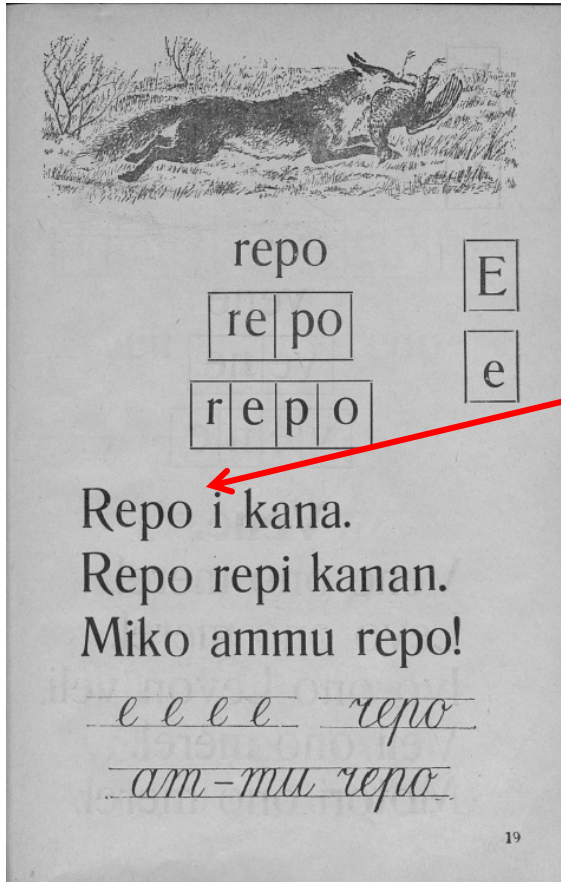 repo
E
re po
e
r e p o
Repo i kana.
Repo repi kanan.
Miko ammu repo!
e e e e repo
am-mu repo
19